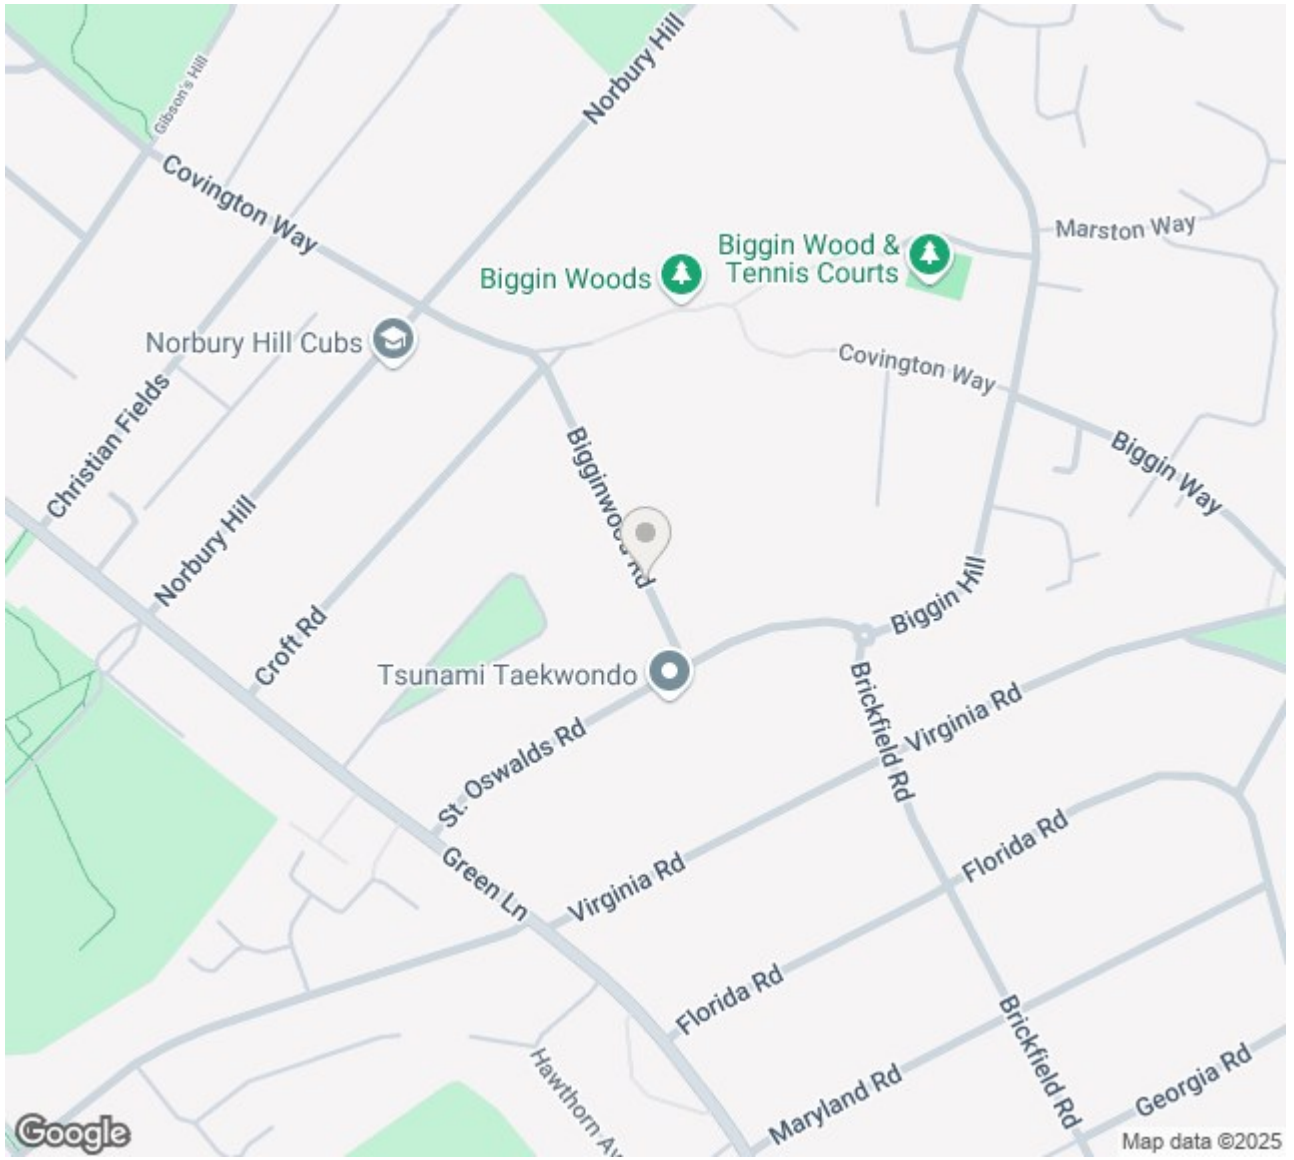 Gibson's Hill
Norbury Hill
Covington Way
Marston Way
Biggin Wood &
Tennis Courts
Biggin Woods
Norbury Hill Cubs
Covington Way
Christian Fields
Biggin Way
Norbury Hill
Bigginwood Rd
Biggin Hill
Croft Rd
Tsunami Taekwondo
Brickfield Rd
Virginia Rd
St. Oswalds Rd
Florida Rd
Green Ln
Virginia Rd
Florida Rd
Brickfield Rd
Hawthorn Av
Maryland Rd
Georgia Rd
Google
Map data ©2025